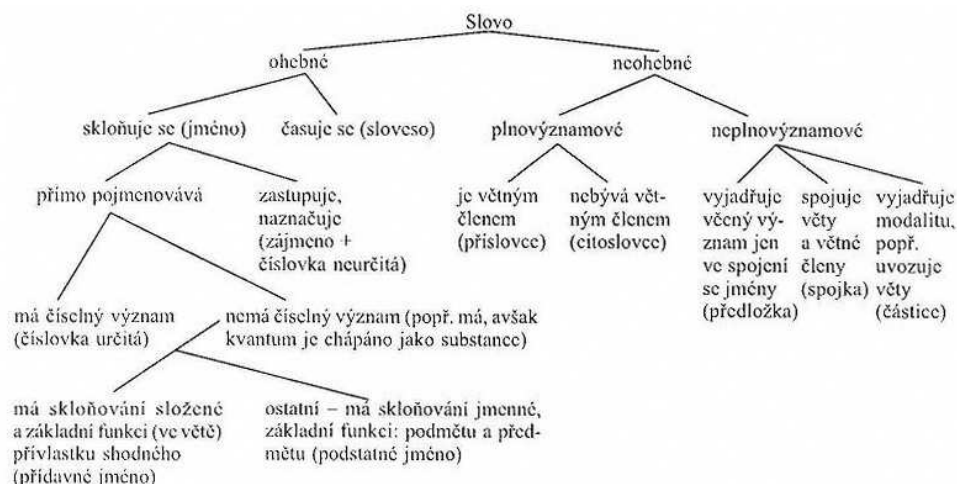 Slovo
ohebné
neohebné
skloňuje se (jméno)
časuje se (sloveso)
plnovýznamové
neplnovýznamové
přímo pojmenovává
zastupuje,
naznačuje
(zájmeno +
číslovka neurčitá)
je větným
členem
(příslovce)
nebývá vět-
ným členem
(citoslovce)
vyjadřuje
věcný vý-
znam jen
ve spojení
se jmény
(předložka)
spojuje
věty
a větné
členy
(spojka)
vyjadřuje
modalitu,
popř.
uvozuje
věty
(částice)
má číselný význam
(číslovka určitá)
nemá číselný význam (popř. má, avšak
kvantum je chápáno jako substance)
má skloňování složené
a základní funkci (ve větě)
přívlastku shodného
(přídavné jméno)
ostatní – má skloňování jmenné,
základní funkci: podmětu a před-
mětu (podstatné jméno)